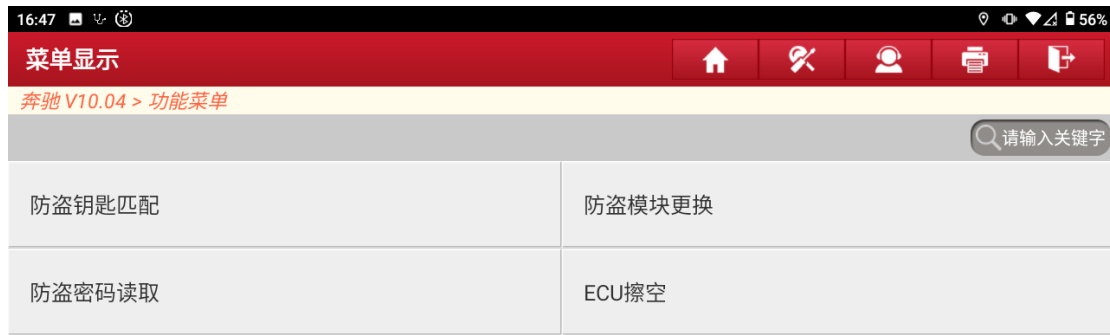 16:47 56%
菜单显示
奔驰 V10.04 > 功能菜单
请输入关键字
防盗钥匙匹配 防盗模块更换
防盗密码读取 ECU擦空